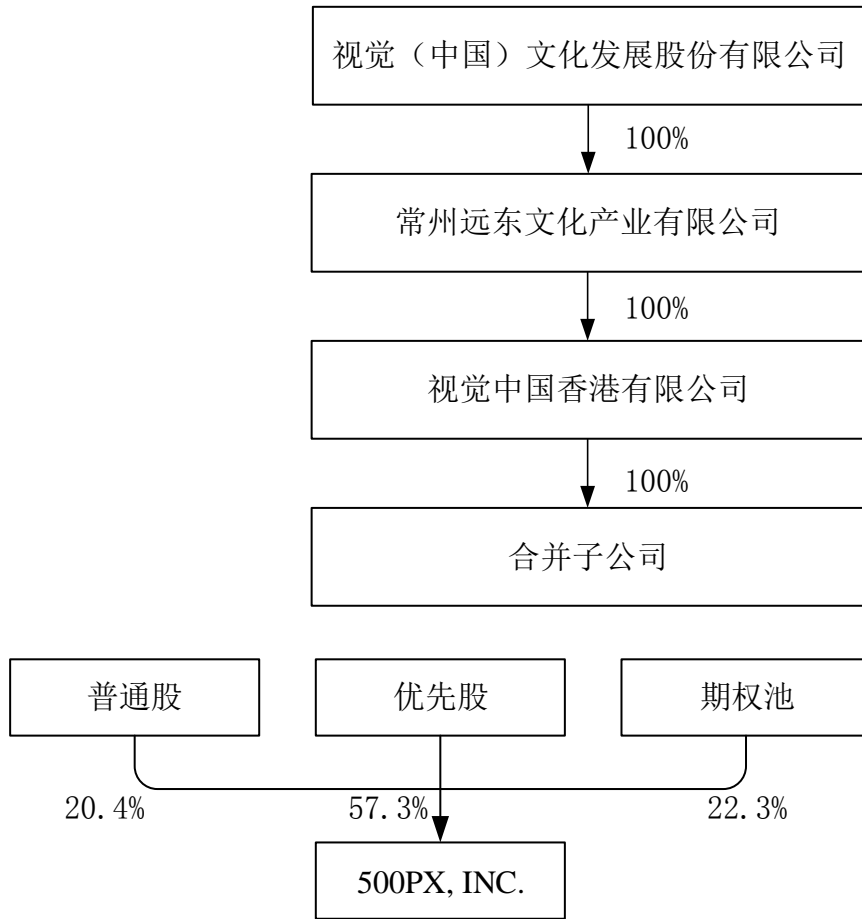 视觉（中国）文化发展股份有限公司
100%
常州远东文化产业有限公司
100%
视觉中国香港有限公司
100%
合并子公司
普通股
优先股
期权池
20.4%
57.3%
22.3%
500PX, INC.